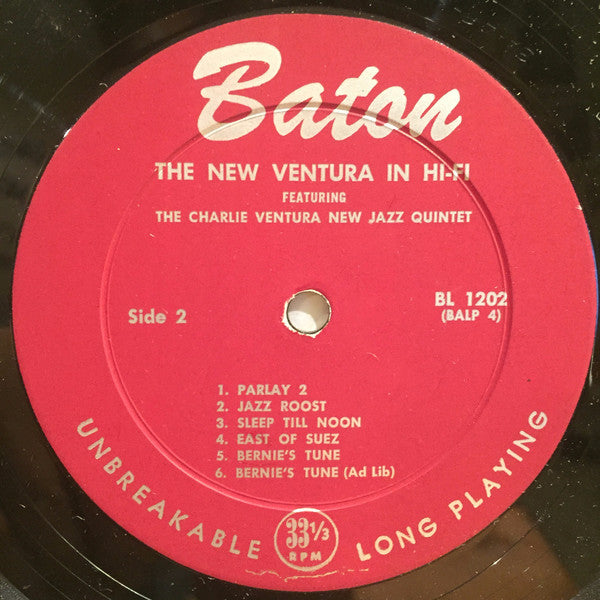 Baton
THE NEW VENTURA IN HI-FI
FEATURING
THE CHARLIE VENTURA NEW JAZZ QUINTET
Side 2
BL 1202
(BALP 4)
1. PARLAY 2
2. JAZZ ROOST
3. SLEEP TILL NOON
4. EAST OF SUEZ
5. BERNIE'S TUNE
6. BERNIE'S TUNE (Ad Lib)
UNBREAKABLE
33 1/3
RPM
LONG PLAYING